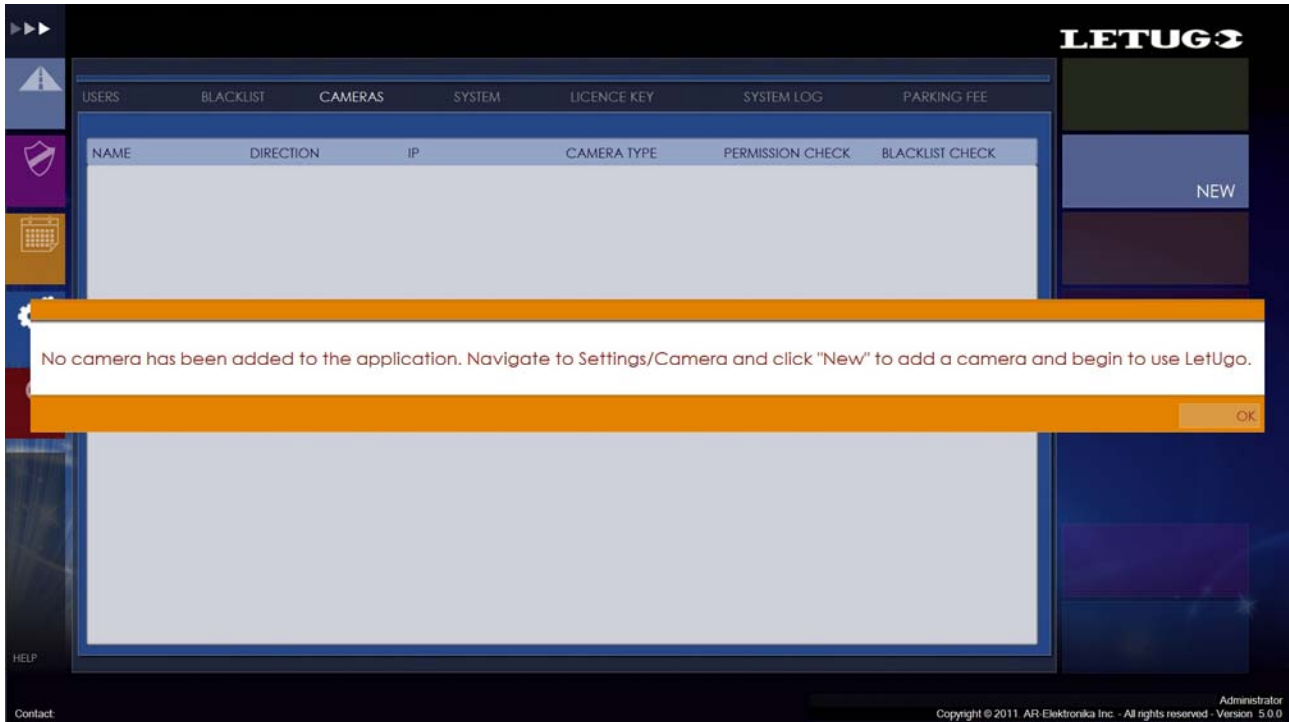 LETUGO
USERS BLACKLIST CAMERAS SYSTEM LICENCE KEY SYSTEM LOG PARKING FEE
NAME DIRECTION IP CAMERA TYPE PERMISSION CHECK BLACKLIST CHECK
NEW
No camera has been added to the application. Navigate to Settings/Camera and click "New" to add a camera and begin to use LetUgo.
OK
HELP
Administrator
Contact: Copyright © 2011. AR-Elektronika Inc. - All rights reserved - Version 5.0.0